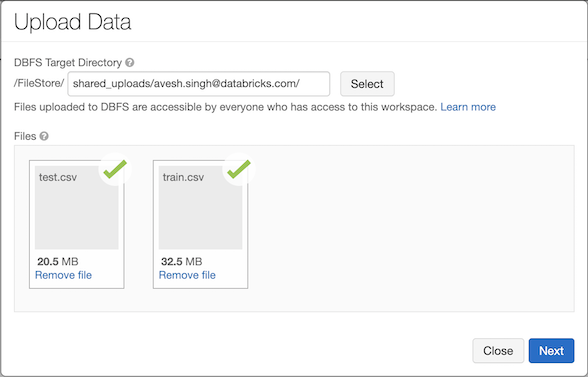 Upload Data
DBFS Target Directory
/FileStore/ shared_uploads/avesh.singh@databricks.com/ Select
Files uploaded to DBFS are accessible by everyone who has access to this workspace. Learn more
Files
test.csv train.csv
20.5 MB 32.5 MB
Remove file Remove file
Close Next